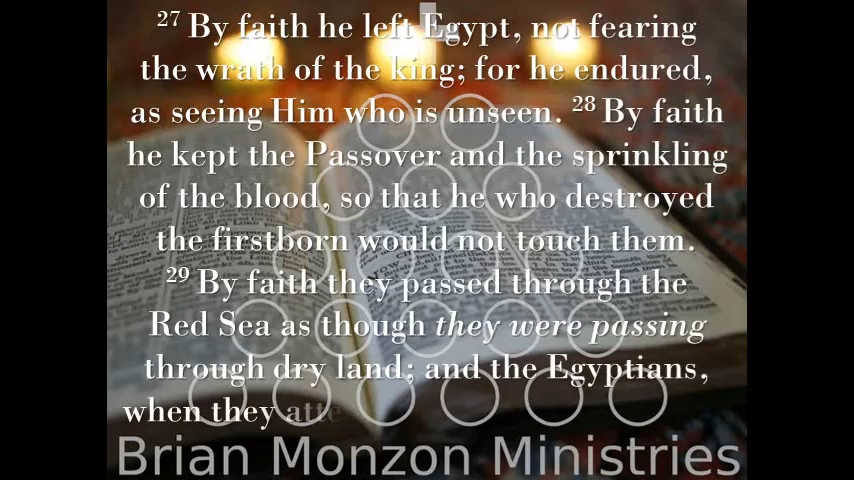 27 By faith he left Egypt, not fearing
the wrath of the king; for he endured,
as seeing Him who is unseen. 28 By faith
he kept the Passover and the sprinkling
of the blood, so that he who destroyed
the firstborn would not touch them.
29 By faith they passed through the
Red Sea as though they were passing
through dry land; and the Egyptians,
when they atte
Brian Monzon Ministries